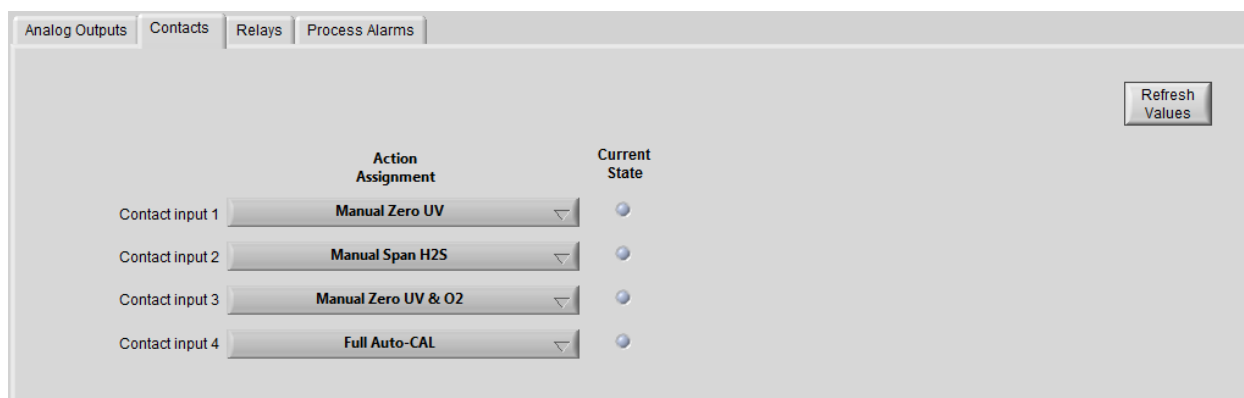 Analog Outputs Contacts Relays Process Alarms
Refresh
Values
Action
Assignment
Current
State
Contact input 1 Manual Zero UV
Contact input 2 Manual Span H2S
Contact input 3 Manual Zero UV & O2
Contact input 4 Full Auto-CAL